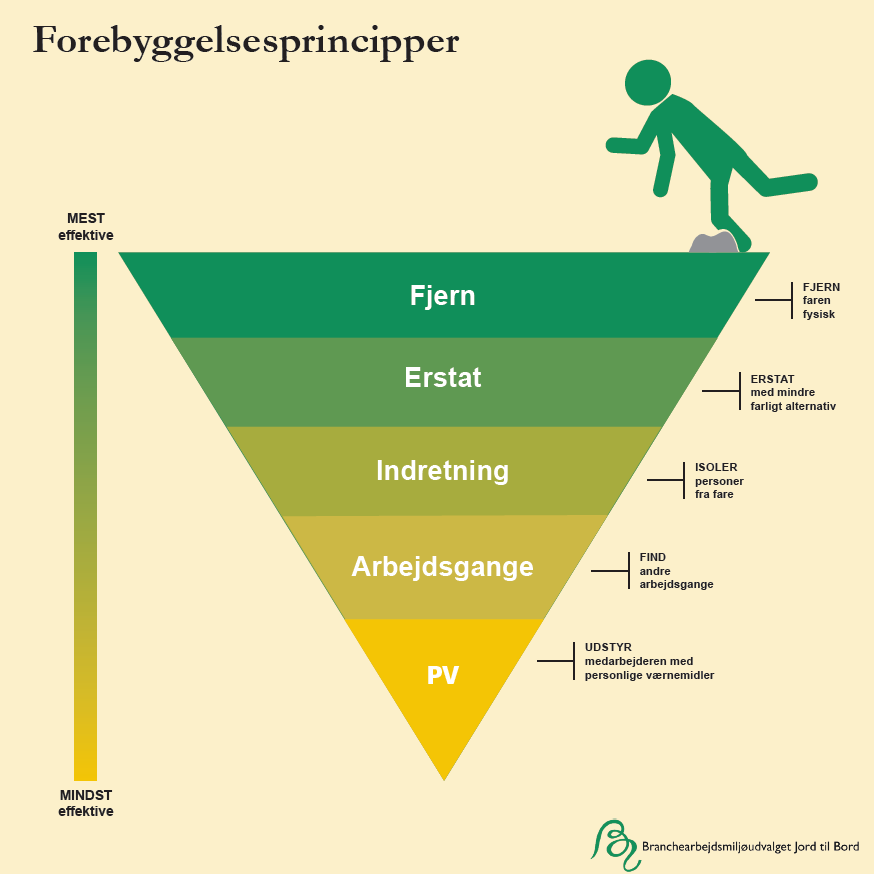 Forebyggelsesprincipper
MEST
effektive
Fjern
FJERN
faren
fysisk
Erstat
ERSTAT
med mindre
farligt alternativ
Indretning
ISOLER
personer
fra fare
Arbejdsgange
FIND
andre
arbejdsgange
PV
UDSTYR
medarbejderen med
personlige værnemidler
MINDST
effektive
Branchearbejdsmiljøudvalget Jord til Bord